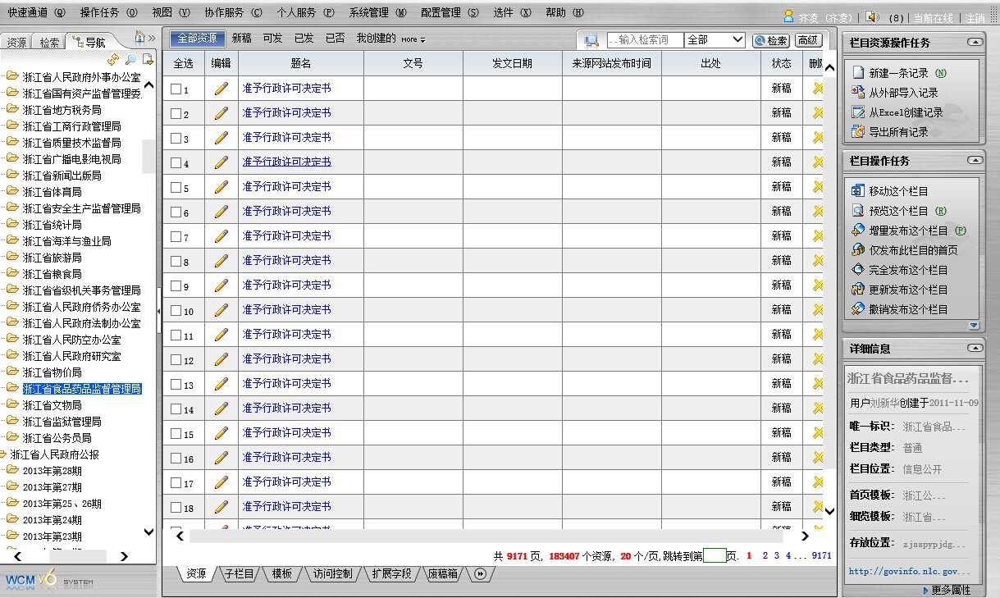 快速通道 (Q) 操作任务 (O) 视图 (V) 协作服务 (C) 个人服务 (P) 系统管理 (M) 配置管理 (S) 选件 (X) 帮助 (H)
齐凌 (齐凌) | (8) | 当前在线 | 注销
资源 检索 导航 »
浙江省人民政府外事办公室
浙江省国有资产监督管理委
浙江省地方税务局
浙江省工商行政管理局
浙江省质量技术监督局
浙江省广播电影电视局
浙江省新闻出版局
浙江省体育局
浙江省安全生产监督管理局
浙江省统计局
浙江省海洋与渔业局
浙江省旅游局
浙江省粮食局
浙江省省级机关事务管理局
浙江省人民政府侨务办公室
浙江省人民政府法制办公室
浙江省人民防空办公室
浙江省人民政府研究室
浙江省物价局
浙江省食品药品监督管理局
浙江省文物局
浙江省监狱管理局
浙江省公务员局
浙江省人民政府公报
2013年第28期
2013年第27期
2013年第25、26期
2013年第24期
2013年第23期
WCM v6 SYSTEM
全部资源 新稿 可发 已发 已否 我创建的 more
..输入检索词 全部 检索 高级
全选 编辑 题名 文号 发文日期 来源网站发布时间 出处 状态 删
1 准予行政许可决定书 新稿
2 准予行政许可决定书 新稿
3 准予行政许可决定书 新稿
4 准予行政许可决定书 新稿
5 准予行政许可决定书 新稿
6 准予行政许可决定书 新稿
7 准予行政许可决定书 新稿
8 准予行政许可决定书 新稿
9 准予行政许可决定书 新稿
10 准予行政许可决定书 新稿
11 准予行政许可决定书 新稿
12 准予行政许可决定书 新稿
13 准予行政许可决定书 新稿
14 准予行政许可决定书 新稿
15 准予行政许可决定书 新稿
16 准予行政许可决定书 新稿
17 准予行政许可决定书 新稿
18 准予行政许可决定书 新稿
共 9171 页, 183407 个资源, 20 个/页, 跳转到第 页. 1 2 3 4 ... 9171
资源 子栏目 模板 访问控制 扩展字段 废稿箱
栏目资源操作任务
新建一条记录 (N)
从外部导入记录
从Excel创建记录
导出所有记录
栏目操作任务
移动这个栏目
预览这个栏目 (R)
增量发布这个栏目 (P)
仅发布此栏目的首页
完全发布这个栏目
更新发布这个栏目
撤销发布这个栏目
详细信息
浙江省食品药品监督...
用户刘新华创建于2011-11-09
唯一标识: 浙江省食品...
栏目类型: 普通
栏目位置: 信息公开
首页模板: 浙江公...
细览模板: 浙江省...
存放位置: zjsspypjdg...
http://govinfo.nlc.gov...
更多属性